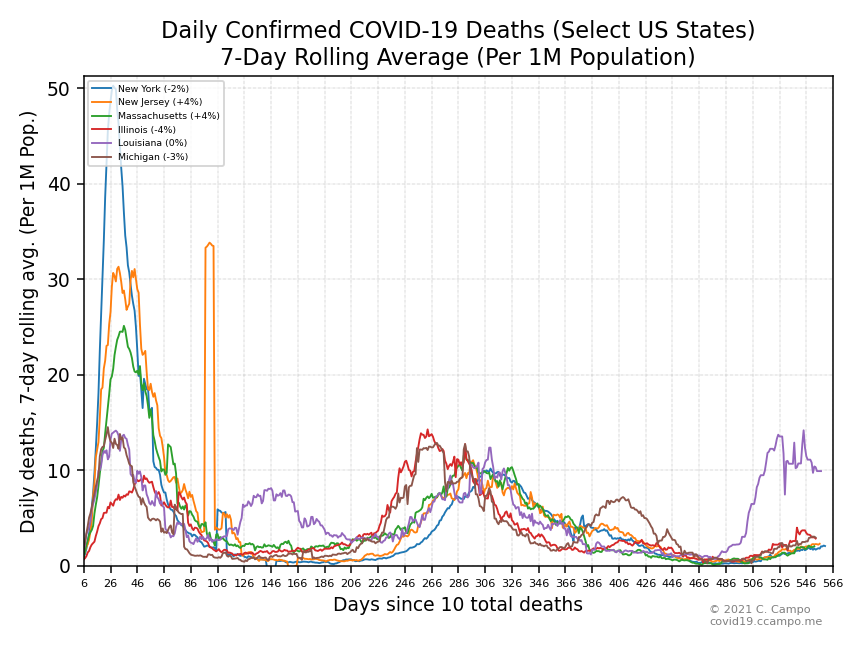 Daily Confirmed COVID-19 Deaths (Select US States)
7-Day Rolling Average (Per 1M Population)
Daily deaths, 7-day rolling avg. (Per 1M Pop.)
50
40
30
20
10
0
New York (-2%)
New Jersey (+4%)
Massachusetts (+4%)
Illinois (-4%)
Louisiana (0%)
Michigan (-3%)
6 26 46 66 86 106 126 146 166 186 206 226 246 266 286 306 326 346 366 386 406 426 446 466 486 506 526 546 566
Days since 10 total deaths
© 2021 C. Campo
covid19.ccampo.me